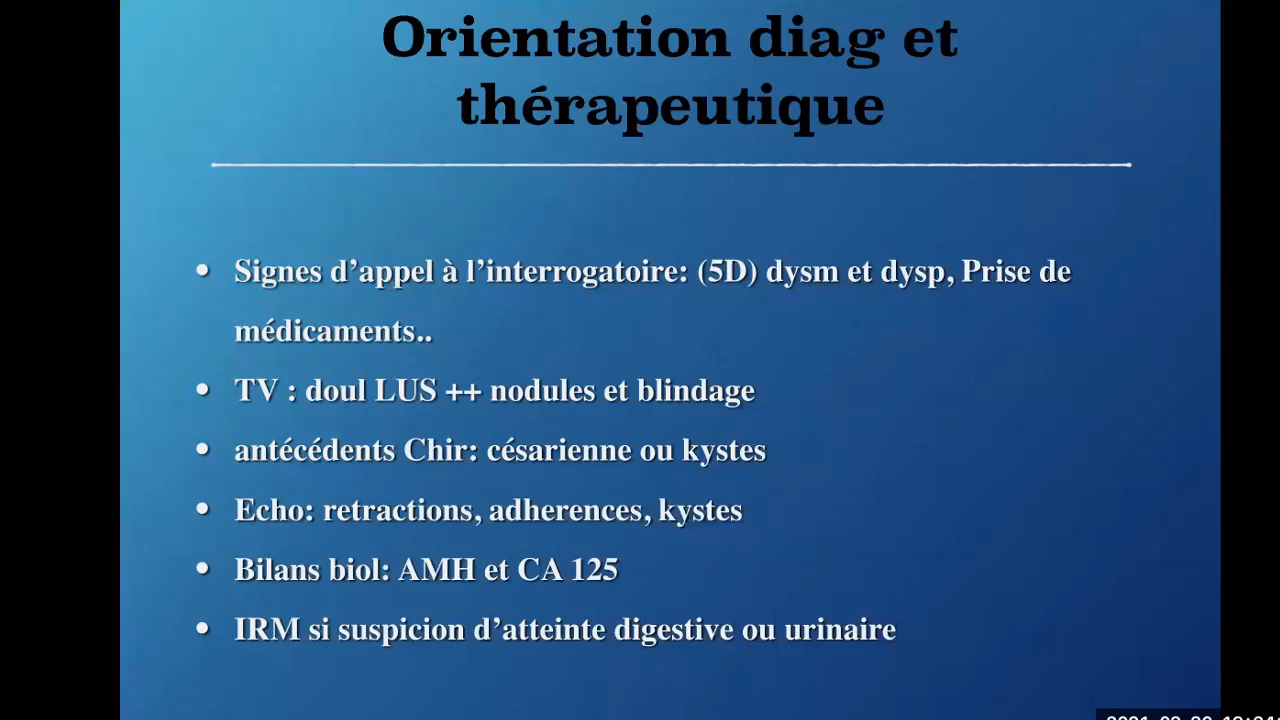 Orientation diag et
thérapeutique
• Signes d’appel à l’interrogatoire: (5D) dysm et dysp, Prise de
médicaments..
• TV : doul LUS ++ nodules et blindage
• antécédents Chir: césarienne ou kystes
• Echo: retractions, adherences, kystes
• Bilans biol: AMH et CA 125
• IRM si suspicion d’atteinte digestive ou urinaire